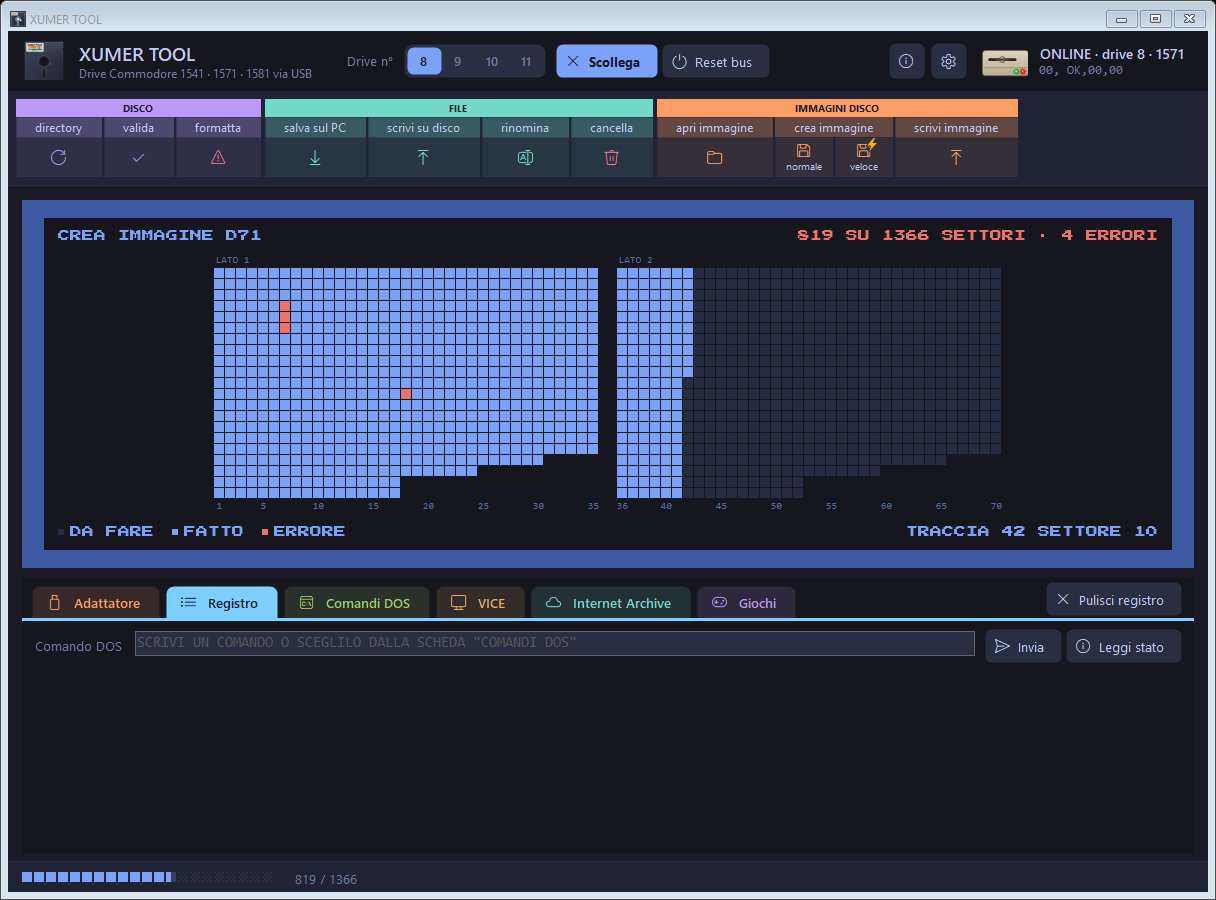 XUMER TOOL
XUMER TOOL
Drive Commodore 1541 · 1571 · 1581 via USB
Drive n° 8 9 10 11 Scollega Reset bus
ONLINE · drive 8 · 1571
00, OK,00,00
DISCO FILE IMMAGINI DISCO
directory valida formatta salva sul PC scrivi su disco rinomina cancella apri immagine crea immagine scrivi immagine
normale veloce
CREA IMMAGINE D71 819 SU 1366 SETTORI · 4 ERRORI
LATO 1 LATO 2
1 5 10 15 20 25 30 35 36 40 45 50 55 60 65 70
DA FARE FATTO ERRORE TRACCIA 42 SETTORE 10
Adattatore Registro Comandi DOS VICE Internet Archive Giochi Pulisci registro
Comando DOS SCRIVI UN COMANDO O SCEGLILO DALLA SCHEDA "COMANDI DOS" Invia Leggi stato
819 / 1366